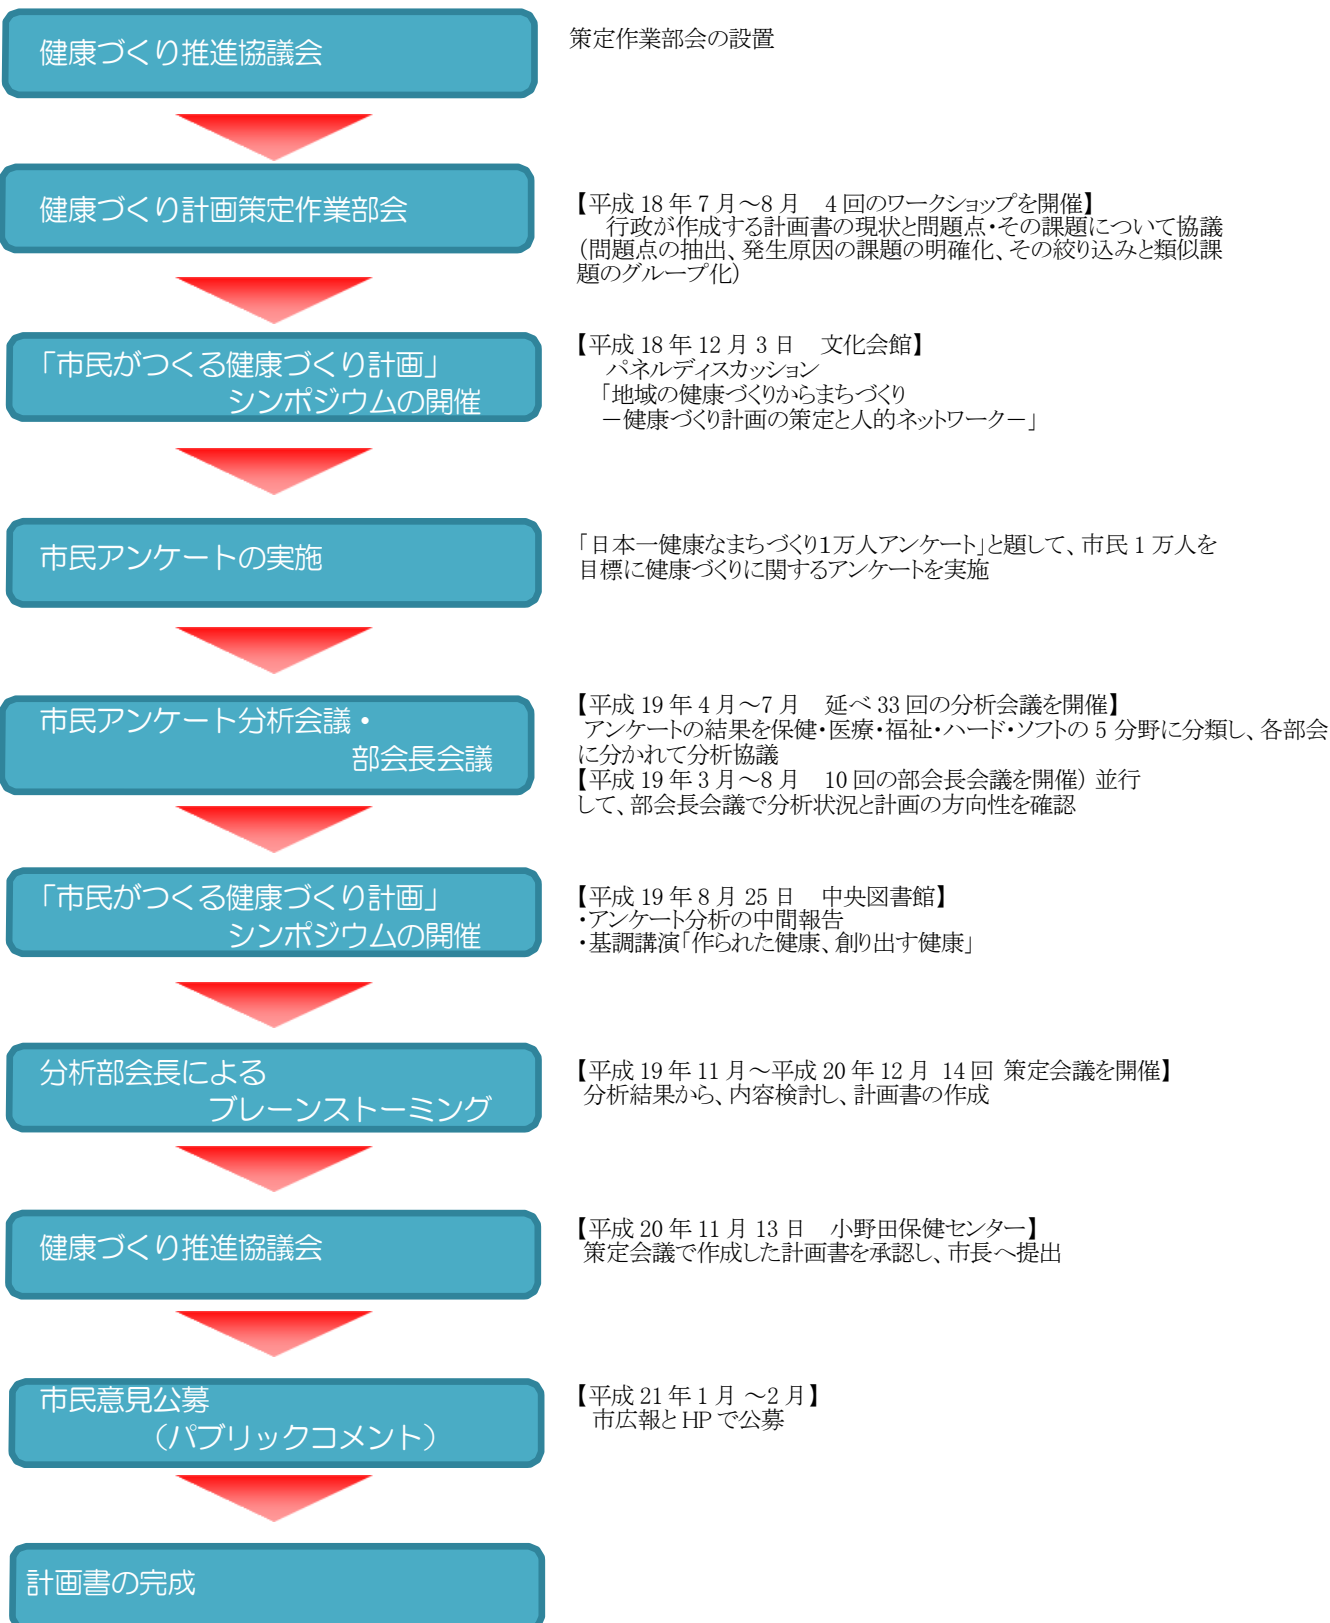 健康づくり推進協議会
策定作業部会の設置
健康づくり計画策定作業部会
【平成 18 年 7 月～8 月　4 回のワークショップを開催】
行政が作成する計画書の現状と問題点・その課題について協議
（問題点の抽出、発生原因の課題の明確化、その絞り込みと類似課
題のグループ化）
「市民がつくる健康づくり計画」
シンポジウムの開催
【平成 18 年 12 月 3 日　文化会館】
パネルディスカッション
「地域の健康づくりからまちづくり
－健康づくり計画の策定と人的ネットワーク－」
市民アンケートの実施
「日本一健康なまちづくり1万人アンケート」と題して、市民 1 万人を
目標に健康づくりに関するアンケートを実施
市民アンケート分析会議・
部会長会議
【平成 19 年 4 月～7 月　延べ 33 回の分析会議を開催】
アンケートの結果を保健・医療・福祉・ハード・ソフトの 5 分野に分類し、各部会
に分かれて分析協議
【平成 19 年 3 月～8 月　10 回の部会長会議を開催） 並行
して、部会長会議で分析状況と計画の方向性を確認
「市民がつくる健康づくり計画」
シンポジウムの開催
【平成 19 年 8 月 25 日　中央図書館】
・アンケート分析の中間報告
・基調講演「作られた健康、創り出す健康」
分析部会長による
ブレーンストーミング
【平成 19 年 11 月～平成 20 年 12 月 14 回 策定会議を開催】
分析結果から、内容検討し、計画書の作成
健康づくり推進協議会
【平成 20 年 11 月 13 日　小野田保健センター】
策定会議で作成した計画書を承認し、市長へ提出
市民意見公募
（パブリックコメント）
【平成 21 年 1 月 ～2 月】
市広報と HP で公募
計画書の完成